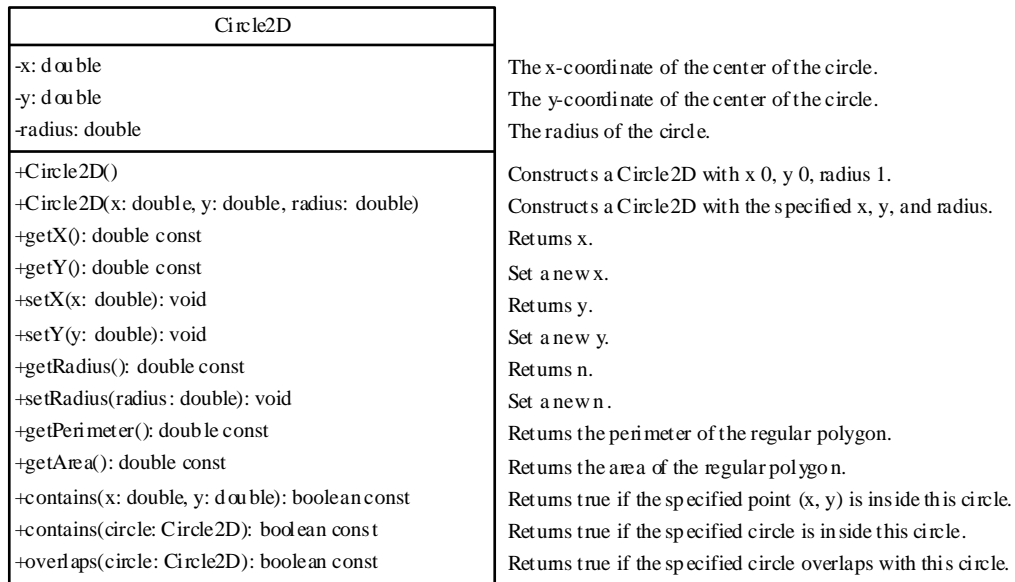 Circle2D
-x: double The x-coordinate of the center of the circle.
-y: double The y-coordinate of the center of the circle.
-radius: double The radius of the circle.
+Circle2D() Constructs a Circle2D with x 0, y 0, radius 1.
+Circle2D(x: double, y: double, radius: double) Constructs a Circle2D with the specified x, y, and radius.
+getX(): double const Returns x.
+getY(): double const Set a new x.
+setX(x: double): void Returns y.
+setY(y: double): void Set a new y.
+getRadius(): double const Returns n.
+setRadius(radius: double): void Set a new n.
+getPerimeter(): double const Returns the perimeter of the regular polygon.
+getArea(): double const Returns the area of the regular polygon.
+contains(x: double, y: double): boolean const Returns true if the specified point (x, y) is inside this circle.
+contains(circle: Circle2D): boolean const Returns true if the specified circle is inside this circle.
+overlaps(circle: Circle2D): boolean const Returns true if the specified circle overlaps with this circle.